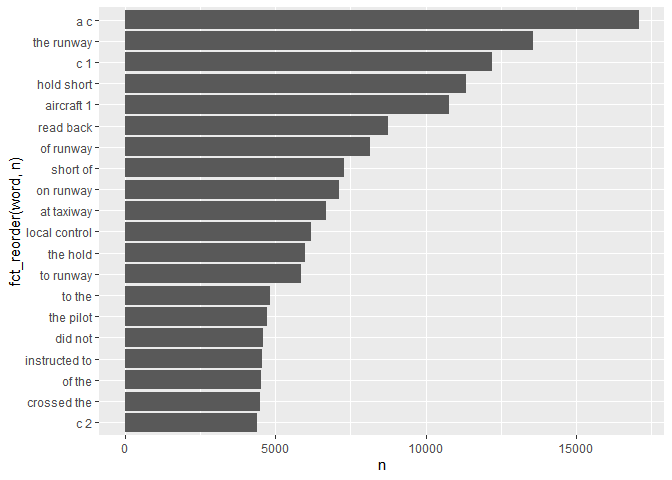 a c
the runway
c 1
hold short
aircraft 1
read back
of runway
short of
on runway
at taxiway
local control
the hold
to runway
to the
the pilot
did not
instructed to
of the
crossed the
c 2
fct_reorder(word, n)
0 5000 10000 15000
n